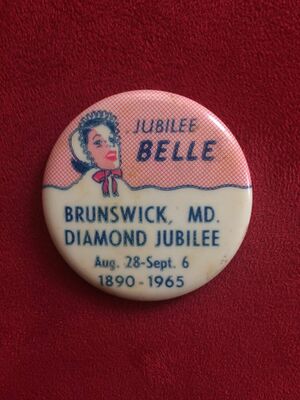 JUBILEE
BELLE
BRUNSWICK, MD.
DIAMOND JUBILEE
Aug. 28-Sept. 6
1890-1965